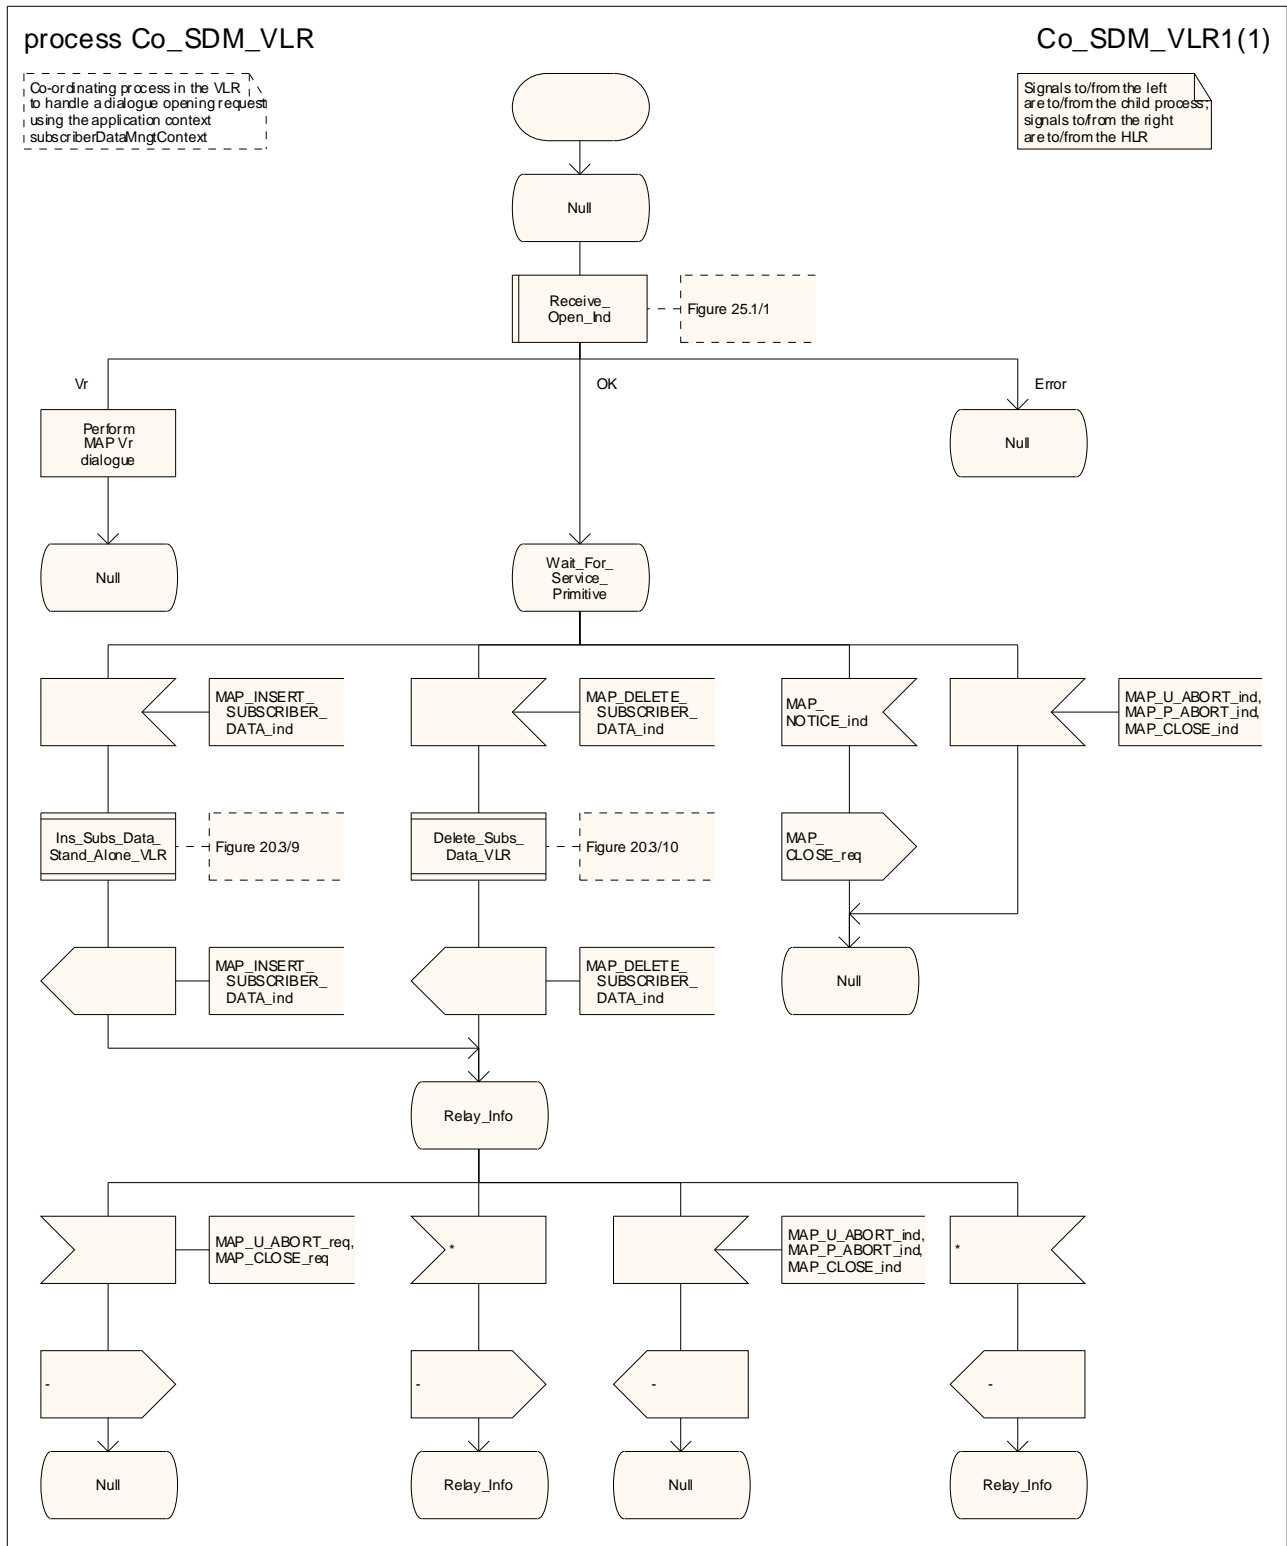 process Co_SDM_VLR
Co_SDM_VLR1(1)
Co-ordinating process in the VLR
to handle a dialogue opening request
using the application context
subscriberDataMngtContext
Signals to/from the left
are to/from the child process;
signals to/from the right
are to/from the HLR
Null
Receive_
Open_Ind
Figure 25.1/1
Vr
OK
Error
Perform
MAP Vr
dialogue
Null
Null
Wait_For_
Service_
Primitive
MAP_INSERT_
SUBSCRIBER_
DATA_ind
MAP_DELETE_
SUBSCRIBER_
DATA_ind
MAP_
NOTICE_ind
MAP_U_ABORT_ind,
MAP_P_ABORT_ind,
MAP_CLOSE_ind
Ins_Subs_Data_
Stand_Alone_VLR
Figure 20.3/9
Delete_Subs_
Data_VLR
Figure 20.3/10
MAP_
CLOSE_req
MAP_INSERT_
SUBSCRIBER_
DATA_ind
MAP_DELETE_
SUBSCRIBER_
DATA_ind
Null
Relay_Info
MAP_U_ABORT_req,
MAP_CLOSE_req
*
MAP_U_ABORT_ind,
MAP_P_ABORT_ind,
MAP_CLOSE_ind
*
-
-
-
-
Null
Relay_Info
Null
Relay_Info